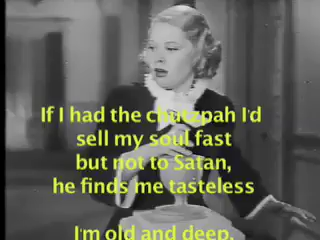 If I had the chutzpah I'd
sell my soul fast
but not to Satan,
he finds me tasteless
I'm old and deep.